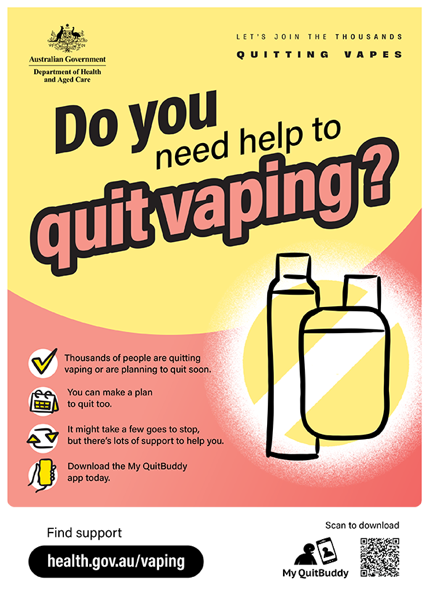 Australian Government
Department of Health
and Aged Care
LET'S JOIN THE THOUSANDS
QUITTING VAPES
Do you
need help to
quit vaping?
Thousands of people are quitting
vaping or are planning to quit soon.
You can make a plan
to quit too.
It might take a few goes to stop,
but there's lots of support to help you.
Download the My QuitBuddy
app today.
Find support
health.gov.au/vaping
Scan to download
My QuitBuddy